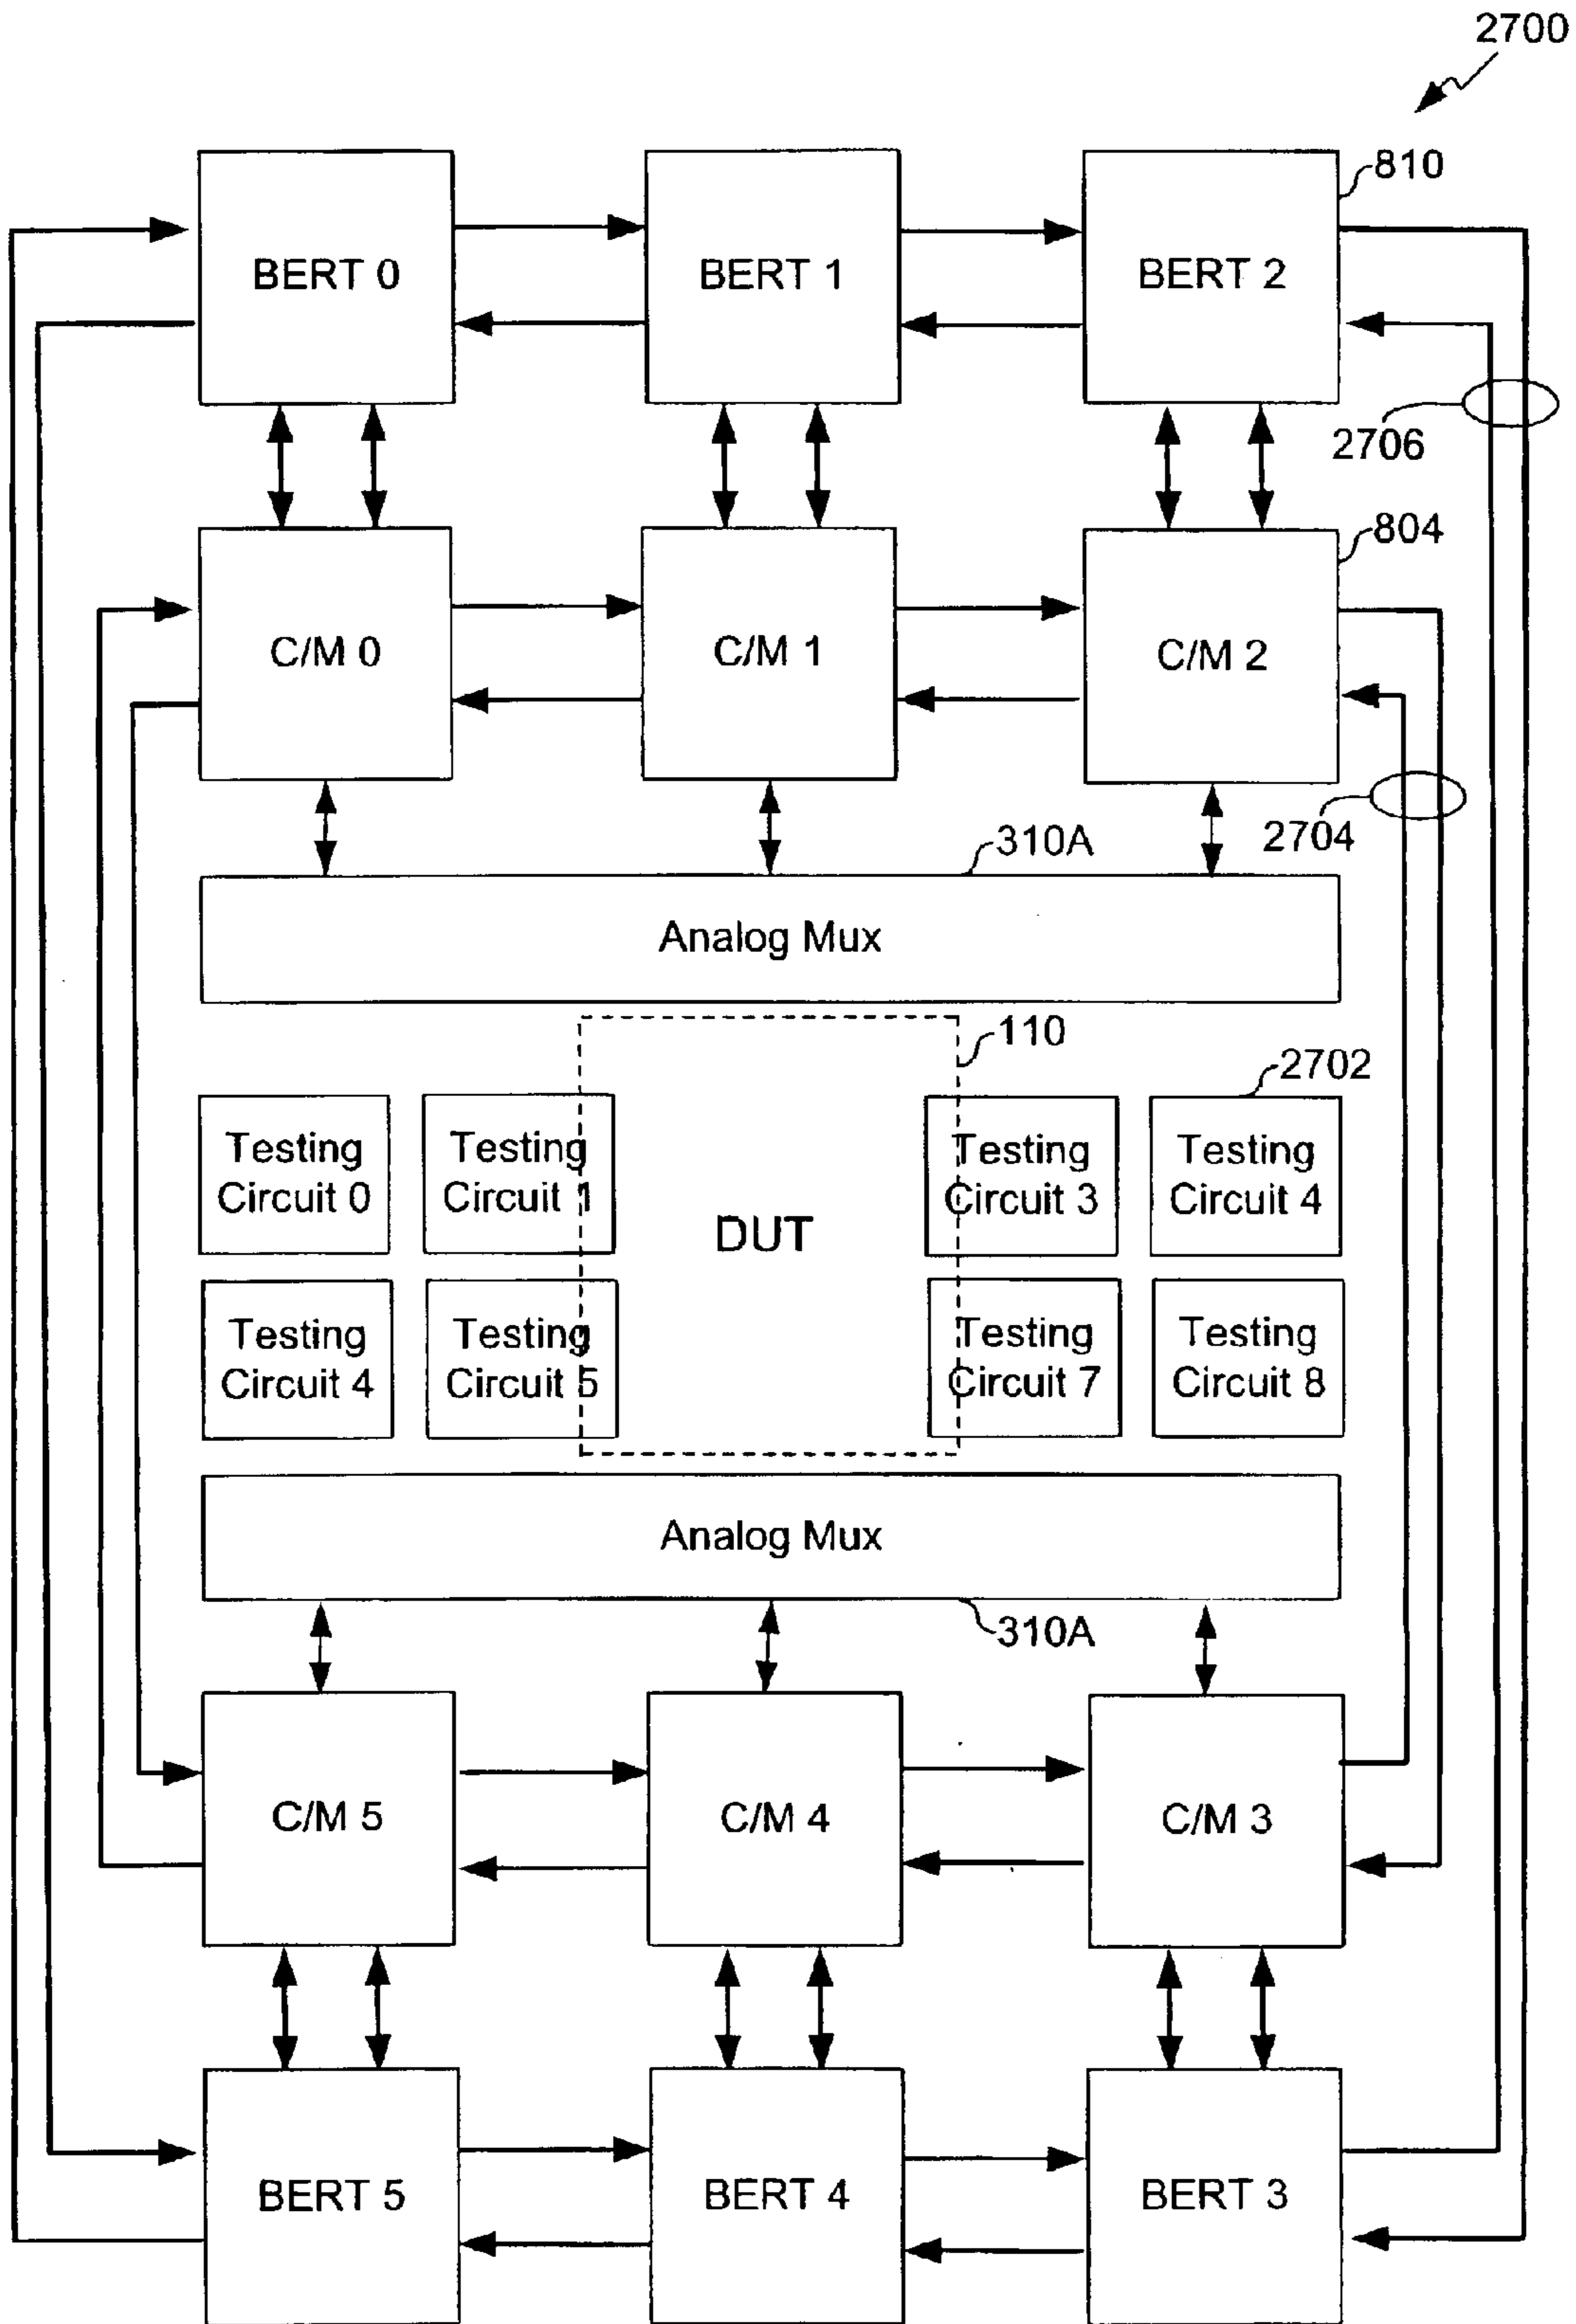 2700
810
BERT 0
BERT 1
BERT 2
2706
804
C/M 0
C/M 1
C/M 2
2704
310A
Analog Mux
110
2702
Testing
Circuit 0
Testing
Circuit 1
DUT
Testing
Circuit 3
Testing
Circuit 4
Testing
Circuit 4
Testing
Circuit 5
Testing
Circuit 7
Testing
Circuit 8
Analog Mux
310A
C/M 5
C/M 4
C/M 3
BERT 5
BERT 4
BERT 3